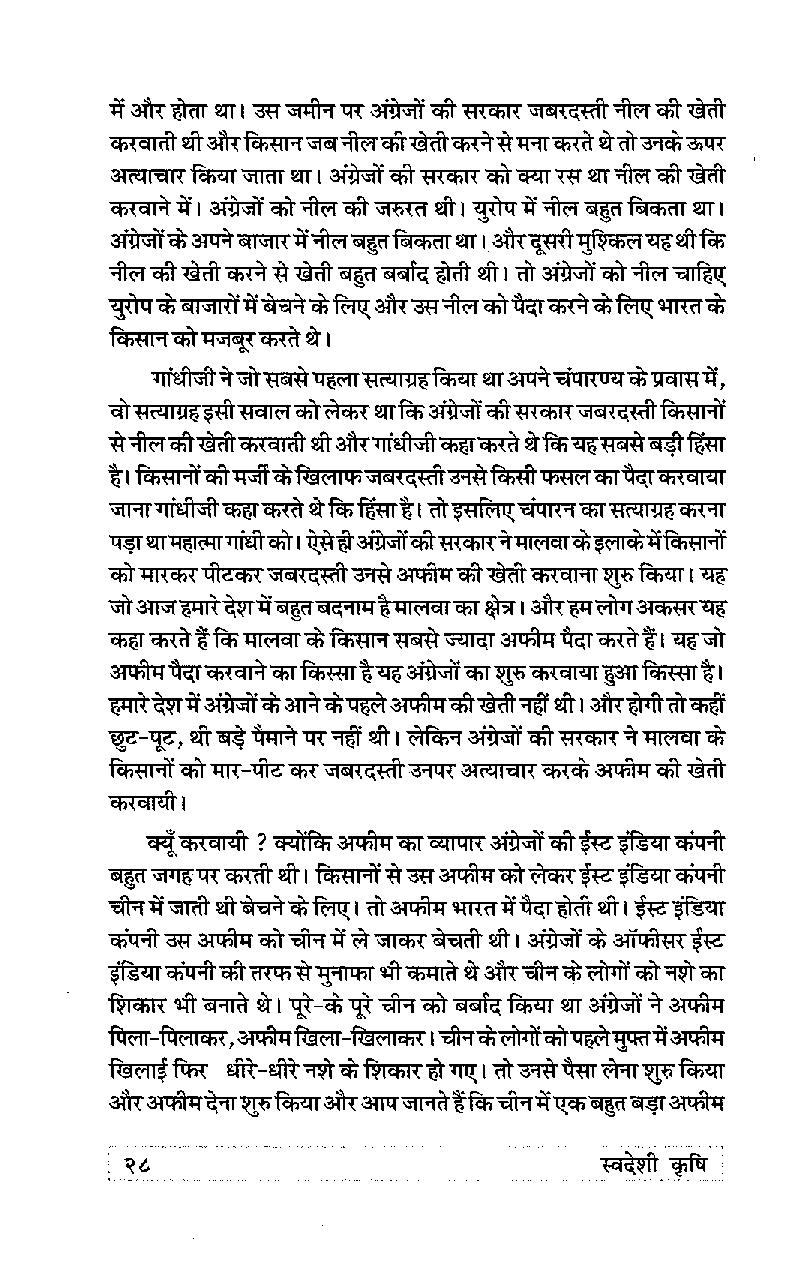 में और होता था। उस जमीन पर अंग्रेजों की सरकार जबरदस्ती नील की खेती
करवाती थी और किसान जब नील की खेती करने से मना करते थे तो उनके ऊपर
अत्याचार किया जाता था। अंग्रेजों की सरकार को क्या रस था नील की खेती
करवाने में। अंग्रेजों को नील की जरुरत थी। युरोप में नील बहुत बिकता था।
अंग्रेजों के अपने बाजार में नील बहुत बिकता था। और दूसरी मुश्किल यह थी कि
नील की खेती करने से खेती बहुत बर्बाद होती थी। तो अंग्रेजों को नील चाहिए
युरोप के बाजारों में बेचने के लिए और उस नील को पैदा करने के लिए भारत के
किसान को मजबूर करते थे।
गांधीजी ने जो सबसे पहला सत्याग्रह किया था अपने चंपारण्य के प्रवास में,
वो सत्याग्रह इसी सवाल को लेकर था कि अंग्रेजों की सरकार जबरदस्ती किसानों
से नील की खेती करवाती थी और गांधीजी कहा करते थे कि यह सबसे बड़ी हिंसा
है। किसानों की मर्जी के खिलाफ जबरदस्ती उनसे किसी फसल का पैदा करवाया
जाना गांधीजी कहा करते थे कि हिंसा है। तो इसलिए चंपारन का सत्याग्रह करना
पड़ा था महात्मा गांधी को। ऐसे ही अंग्रेजों की सरकार ने मालवा के इलाके में किसानों
को मारकर पीटकर जबरदस्ती उनसे अफीम की खेती करवाना शुरु किया। यह
जो आज हमारे देश में बहुत बदनाम है मालवा का क्षेत्र। और हम लोग अकसर यह
कहा करते हैं कि मालवा के किसान सबसे ज्यादा अफीम पैदा करते हैं। यह जो
अफीम पैदा करवाने का किस्सा है यह अंग्रेजों का शुरु करवाया हुआ किस्सा है।
हमारे देश में अंग्रेजों के आने के पहले अफीम की खेती नहीं थी। और होगी तो कहीं
छुट-पूट, थी बड़े पैमाने पर नहीं थी। लेकिन अंग्रेजों की सरकार ने मालवा के
किसानों को मार-पीट कर जबरदस्ती उनपर अत्याचार करके अफीम की खेती
करवायी।
क्यूँ करवायी ? क्योंकि अफीम का व्यापार अंग्रेजों की ईस्ट इंडिया कंपनी
बहुत जगह पर करती थी। किसानों से उस अफीम को लेकर ईस्ट इंडिया कंपनी
चीन में जाती थी बेचने के लिए। तो अफीम भारत में पैदा होती थी। ईस्ट इंडिया
कंपनी उस अफीम को चीन में ले जाकर बेचती थी। अंग्रेजों के ऑफीसर ईस्ट
इंडिया कंपनी की तरफ से मुनाफा भी कमाते थे और चीन के लोगों को नशे का
शिकार भी बनाते थे। पूरे-के पूरे चीन को बर्बाद किया था अंग्रेजों ने अफीम
पिला-पिलाकर, अफीम खिला-खिलाकर। चीन के लोगों को पहले मुफ्त में अफीम
खिलाई फिर धीरे-धीरे नशे के शिकार हो गए। तो उनसे पैसा लेना शुरु किया
और अफीम देना शुरु किया और आप जानते हैं कि चीन में एक बहुत बड़ा अफीम
२८ स्वदेशी कृषि